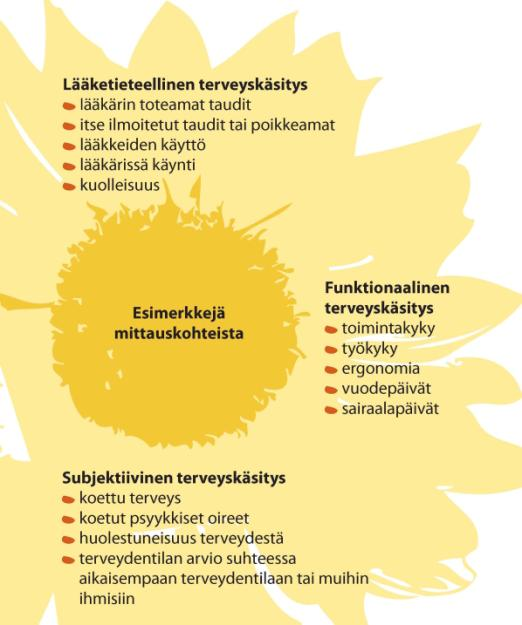 Lääketieteellinen terveyskäsitys
lääkärin toteamat taudit
itse ilmoitetut taudit tai poikkeamat
lääkkeiden käyttö
lääkärissä käynti
kuolleisuus
Esimerkkejä
mittauskohteista
Funktionaalinen
terveyskäsitys
toimintakyky
työkyky
ergonomia
vuodepäivät
sairaalapäivät
Subjektiivinen terveyskäsitys
koettu terveys
koetut psyykkiset oireet
huolestuneisuus terveydestä
terveydentilan arvio suhteessa
aikaisempaan terveydentilaan tai muihin
ihmisiin